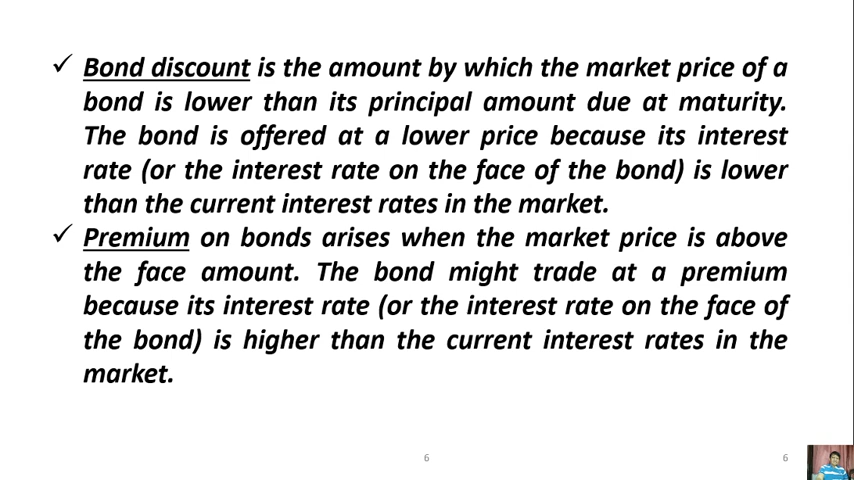 ✓ Bond discount is the amount by which the market price of a
bond is lower than its principal amount due at maturity.
The bond is offered at a lower price because its interest
rate (or the interest rate on the face of the bond) is lower
than the current interest rates in the market.
✓ Premium on bonds arises when the market price is above
the face amount. The bond might trade at a premium
because its interest rate (or the interest rate on the face of
the bond) is higher than the current interest rates in the
market.
6 6